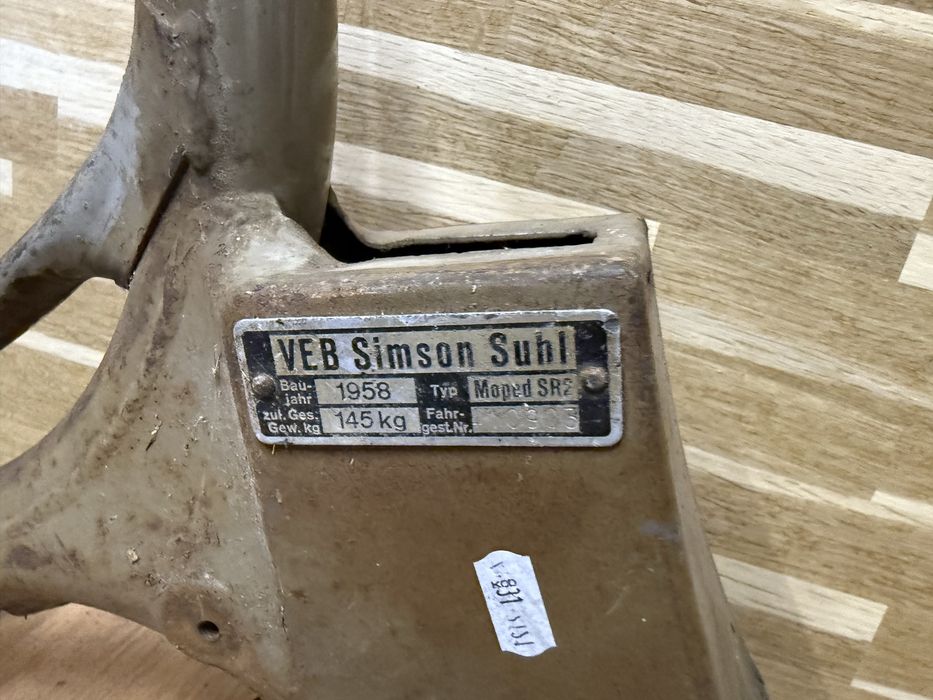 VEB Simson Suhl
Bau-
jahr 1958 Typ Moped SR2
zul. Ges.
Gew. kg 145 kg Fahr-
gest.Nr.